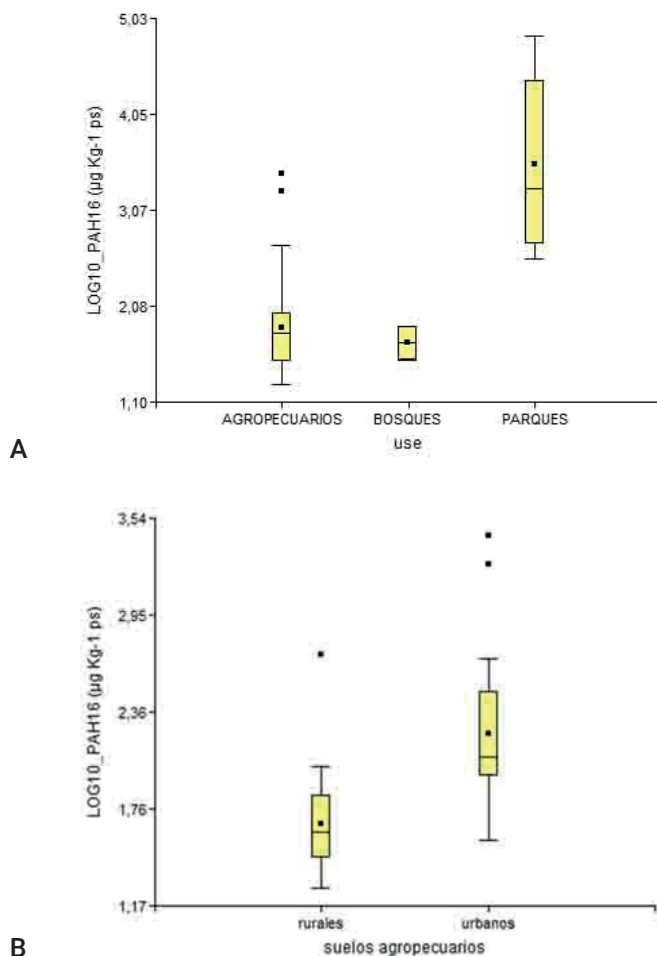 5,03
4,05
3,07
2,08
1,10
LOG10_PAH16 (µg Kg-1 ps)
AGROPECUARIOS BOSQUES PARQUES
use
A
3,54
2,95
2,36
1,76
1,17
LOG10_PAH16 (µg Kg-1 ps)
rurales urbanos
suelos agropecuarios
B